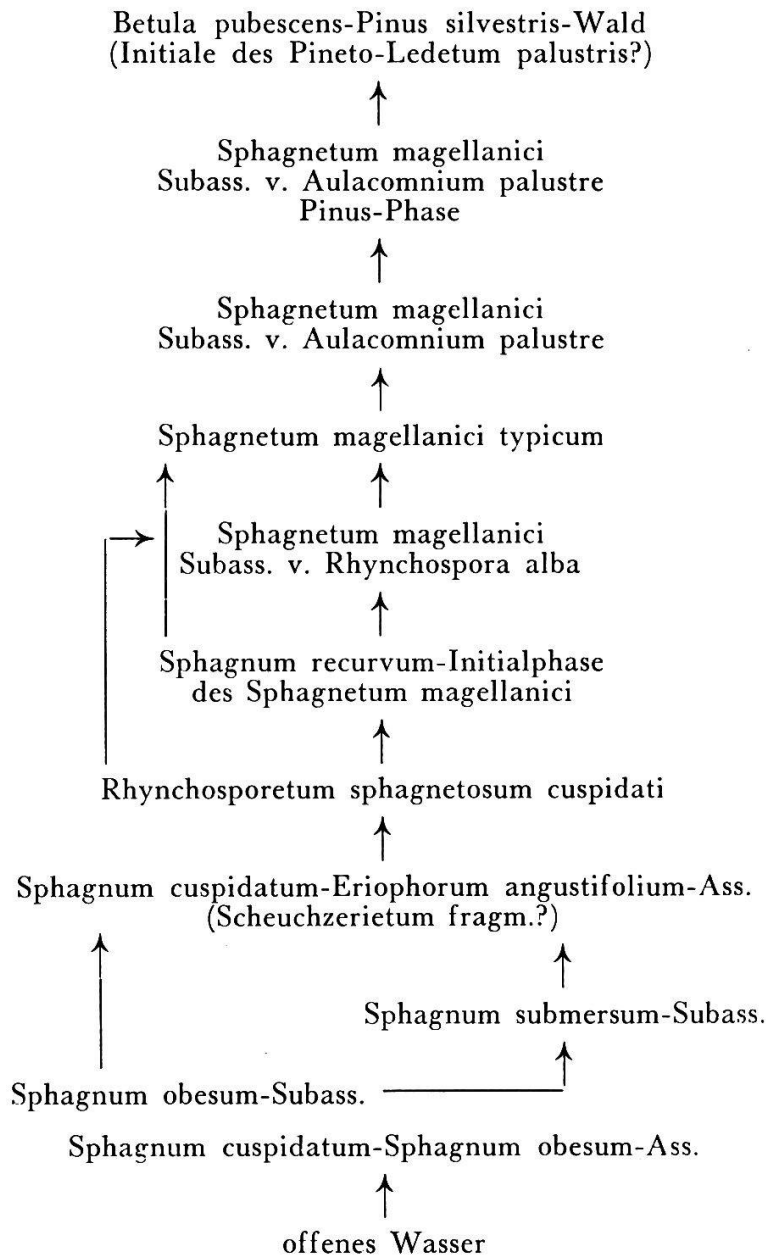 Betula pubescens-Pinus silvestris-Wald
(Initiale des Pineto-Ledetum palustris?)
Sphagnetum magellanici
Subass. v. Aulacomnium palustre
Pinus-Phase
Sphagnetum magellanici
Subass. v. Aulacomnium palustre
Sphagnetum magellanici typicum
Sphagnetum magellanici
Subass. v. Rhynchospora alba
Sphagnum recurvum-Initialphase
des Sphagnetum magellanici
Rhynchosporetum sphagnetosum cuspidati
Sphagnum cuspidatum-Eriophorum angustifolium-Ass.
(Scheuchzerietum fragm.?)
Sphagnum submersum-Subass.
Sphagnum obesum-Subass.
Sphagnum cuspidatum-Sphagnum obesum-Ass.
offenes Wasser